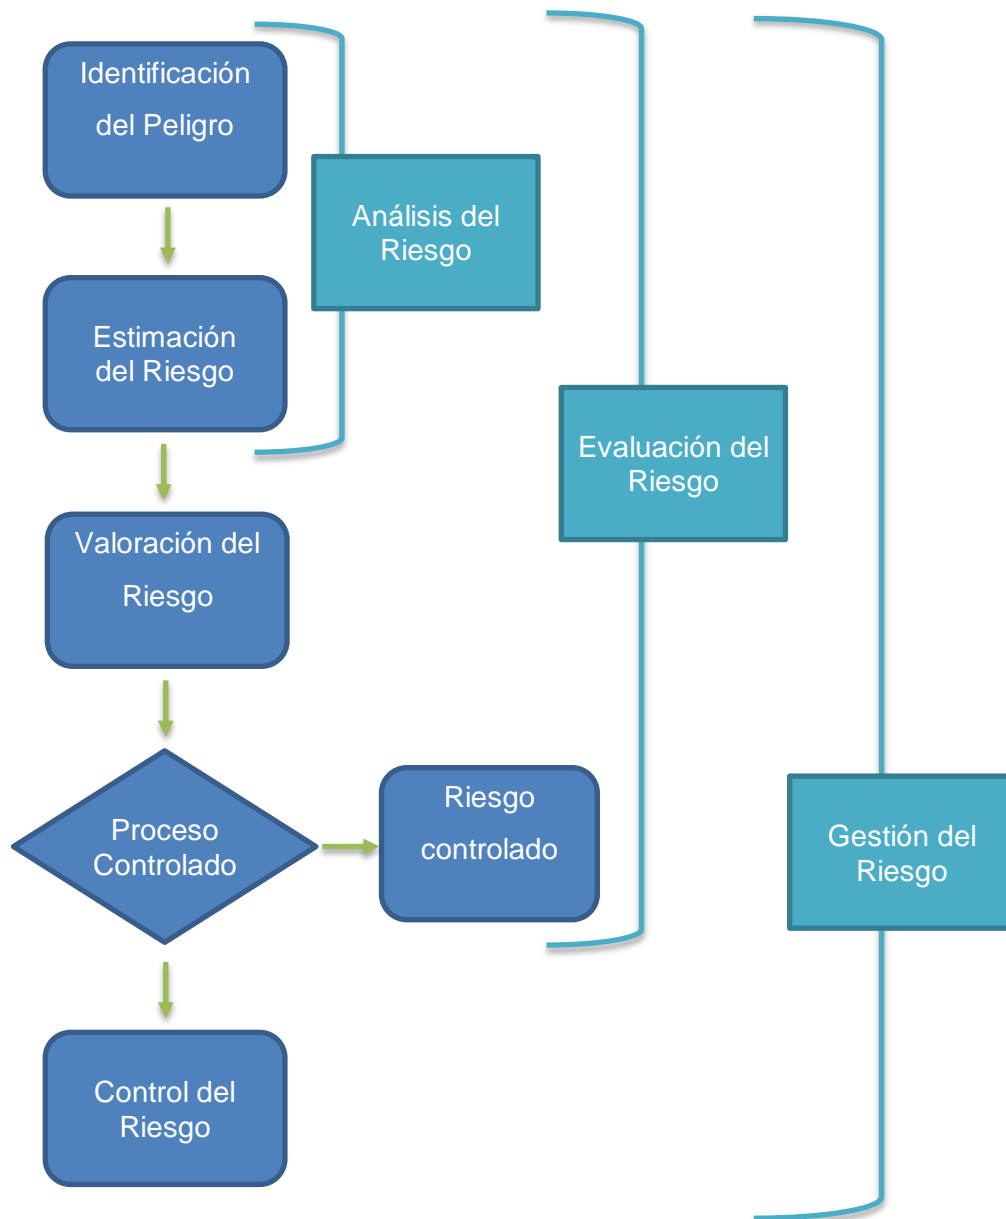 Identificación
del Peligro
Análisis del
Riesgo
Estimación
del Riesgo
Evaluación del
Riesgo
Valoración del
Riesgo
Proceso
Controlado
Riesgo
controlado
Gestión del
Riesgo
Control del
Riesgo